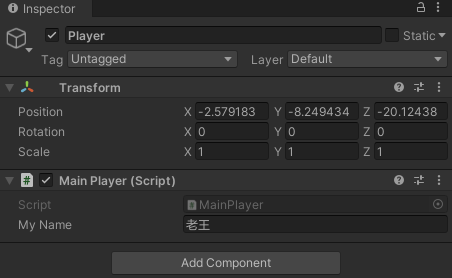 Inspector
Player
Static
Tag Untagged Layer Default
Transform
Position X -2.579183 Y -8.249434 Z -20.12438
Rotation X 0 Y 0 Z 0
Scale X 1 Y 1 Z 1
# Main Player (Script)
Script # MainPlayer
My Name 老王
Add Component